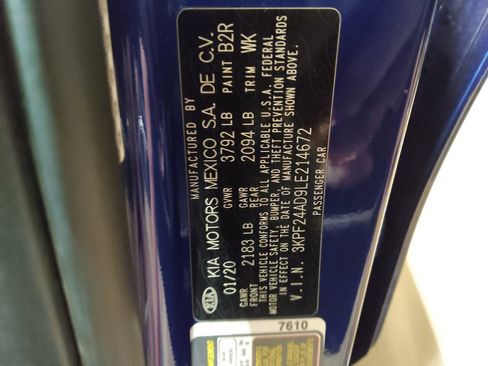 MANUFACTURED BY
KIA KIA MOTORS MEXICO S.A. DE C.V.
01/20 GVWR 3792 LB PAINT B2R
GAWR FRONT 2183 LB GAWR REAR 2094 LB TRIM WK
THIS VEHICLE CONFORMS TO ALL APPLICABLE U.S.A. FEDERAL
MOTOR VEHICLE SAFETY, BUMPER, AND THEFT PREVENTION STANDARDS
IN EFFECT ON THE DATE OF MANUFACTURE SHOWN ABOVE.
V.I.N. 3KPF24AD9LE214672
PASSENGER CAR
7610